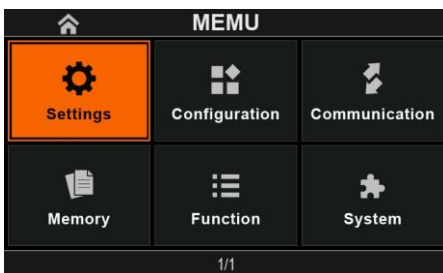 MEMU
Settings
Configuration
Communication
Memory
Function
System
1/1